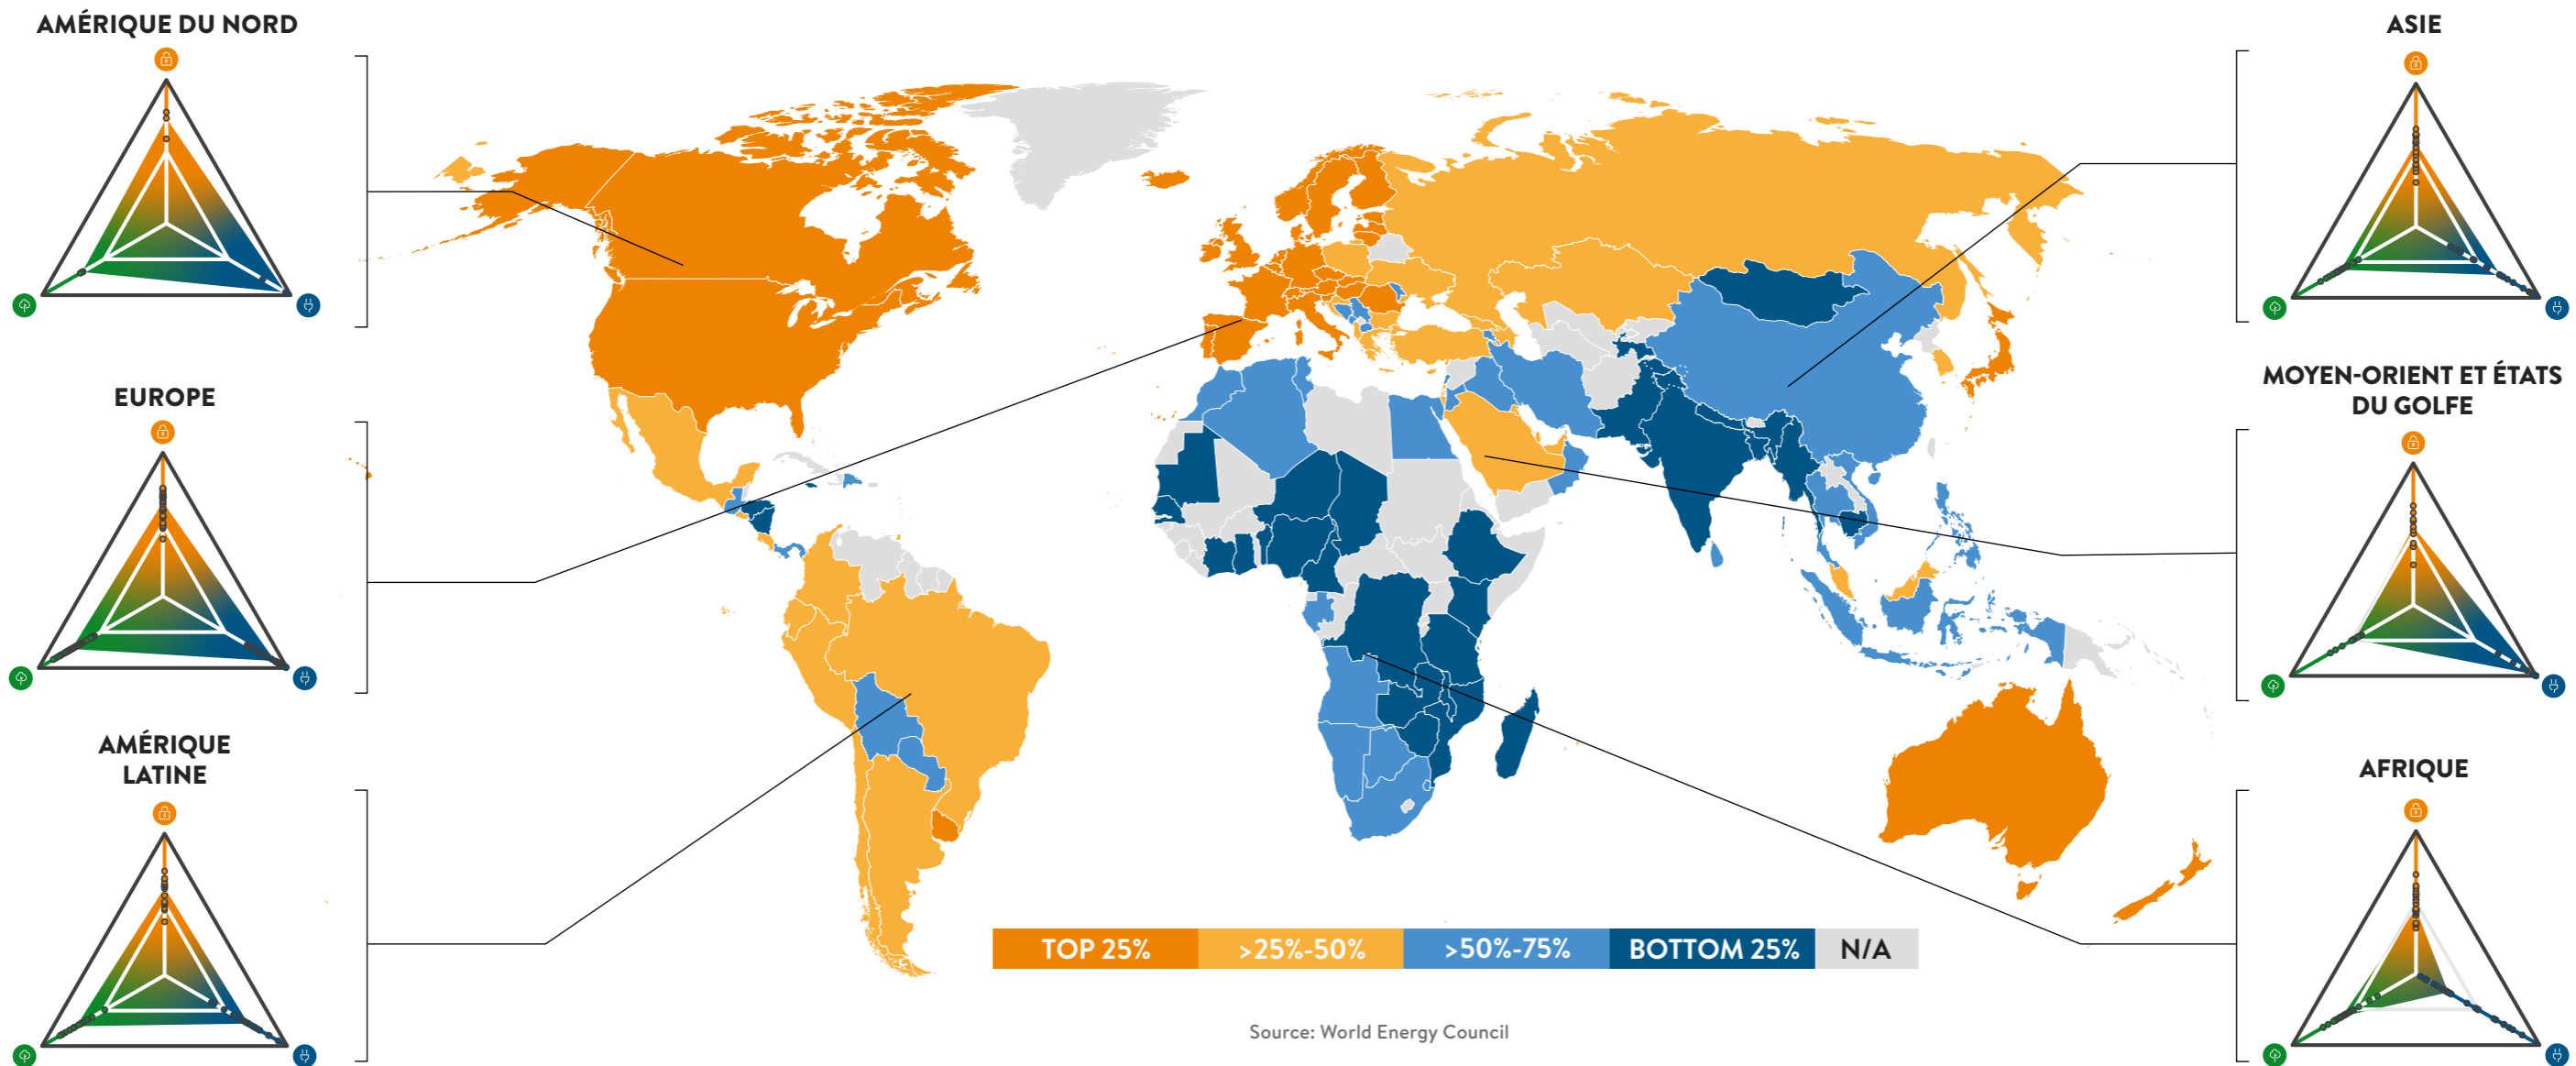 AMÉRIQUE DU NORD
EUROPE
AMÉRIQUE
LATINE
ASIE
MOYEN-ORIENT ET ÉTATS
DU GOLFE
AFRIQUE
TOP 25%
>25%-50%
>50%-75%
BOTTOM 25%
N/A
Source: World Energy Council